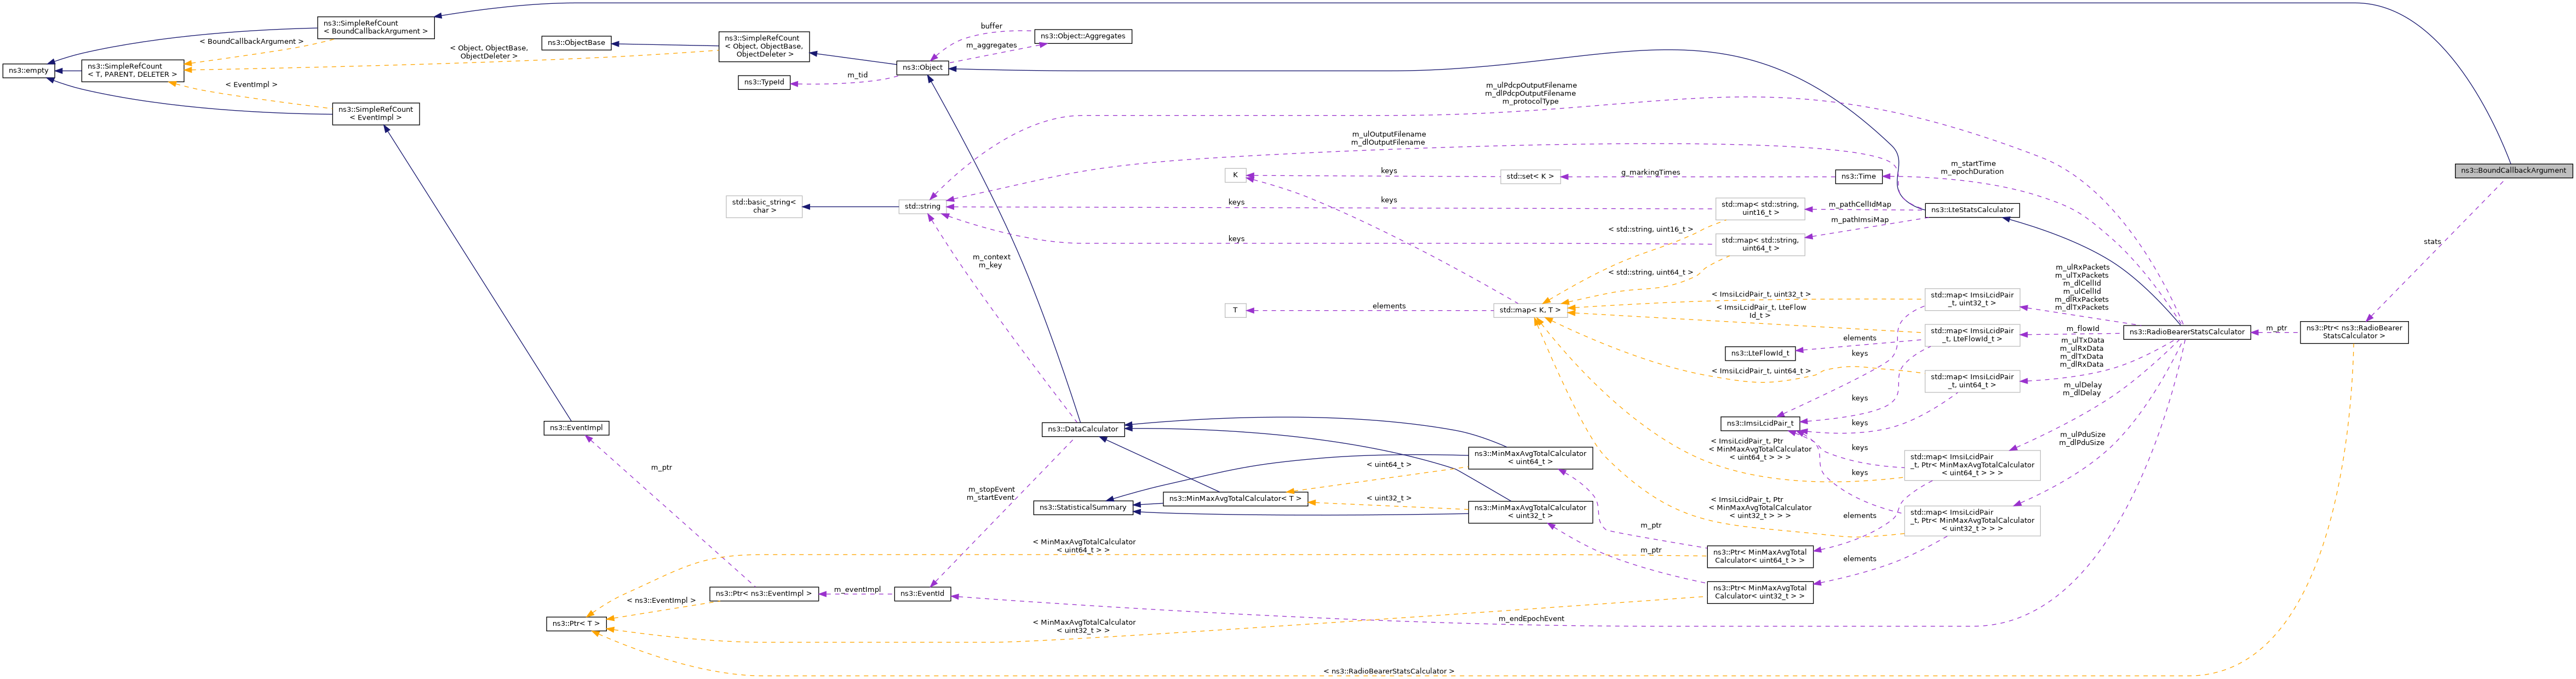 ns3::SimpleRefCount
< BoundCallbackArgument >
< BoundCallbackArgument >
ns3::empty
ns3::SimpleRefCount
< T, PARENT, DELETER >
< EventImpl >
ns3::SimpleRefCount
< EventImpl >
< Object, ObjectBase,
ObjectDeleter >
ns3::ObjectBase
ns3::SimpleRefCount
< Object, ObjectBase,
ObjectDeleter >
ns3::TypeId
m_tid
ns3::Object
buffer
m_aggregates
ns3::Object::Aggregates
m_ulPdcpOutputFilename
m_dlPdcpOutputFilename
m_protocolType
m_ulOutputFilename
m_dlOutputFilename
K
keys
std::set< K >
g_markingTimes
ns3::Time
m_startTime
m_epochDuration
ns3::BoundCallbackArgument
std::basic_string<
char >
std::string
keys
keys
keys
std::map< std::string,
uint16_t >
m_pathCellIdMap
ns3::LteStatsCalculator
m_pathImsiMap
std::map< std::string,
uint64_t >
< std::string, uint16_t >
< std::string, uint64_t >
stats
m_context
m_key
T
elements
std::map< K, T >
< ImsiLcidPair_t, uint32_t >
< ImsiLcidPair_t, LteFlow
Id_t >
std::map< ImsiLcidPair
_t, uint32_t >
m_ulRxPackets
m_ulTxPackets
m_dlCellId
m_ulCellId
m_dlRxPackets
m_dlTxPackets
std::map< ImsiLcidPair
_t, LteFlowId_t >
m_flowId
ns3::RadioBearerStatsCalculator
m_ptr
ns3::Ptr< ns3::RadioBearer
StatsCalculator >
ns3::LteFlowId_t
elements
keys
< ImsiLcidPair_t, uint64_t >
std::map< ImsiLcidPair
_t, uint64_t >
m_ulTxData
m_ulRxData
m_dlTxData
m_dlRxData
m_ulDelay
m_dlDelay
keys
ns3::ImsiLcidPair_t
keys
ns3::EventImpl
ns3::DataCalculator
ns3::MinMaxAvgTotalCalculator
< uint64_t >
< ImsiLcidPair_t, Ptr
< MinMaxAvgTotalCalculator
< uint64_t > > >
keys
std::map< ImsiLcidPair
_t, Ptr< MinMaxAvgTotalCalculator
< uint64_t > > >
m_ulPduSize
m_dlPduSize
m_ptr
< uint64_t >
keys
m_stopEvent
m_startEvent
ns3::StatisticalSummary
ns3::MinMaxAvgTotalCalculator< T >
< uint32_t >
ns3::MinMaxAvgTotalCalculator
< uint32_t >
< ImsiLcidPair_t, Ptr
< MinMaxAvgTotalCalculator
< uint32_t > > >
elements
std::map< ImsiLcidPair
_t, Ptr< MinMaxAvgTotalCalculator
< uint32_t > > >
m_ptr
< MinMaxAvgTotalCalculator
< uint64_t > >
m_ptr
ns3::Ptr< MinMaxAvgTotal
Calculator< uint64_t > >
elements
ns3::Ptr< ns3::EventImpl >
m_eventImpl
ns3::EventId
ns3::Ptr< MinMaxAvgTotal
Calculator< uint32_t > >
< ns3::EventImpl >
ns3::Ptr< T >
< MinMaxAvgTotalCalculator
< uint32_t > >
m_endEpochEvent
< ns3::RadioBearerStatsCalculator >